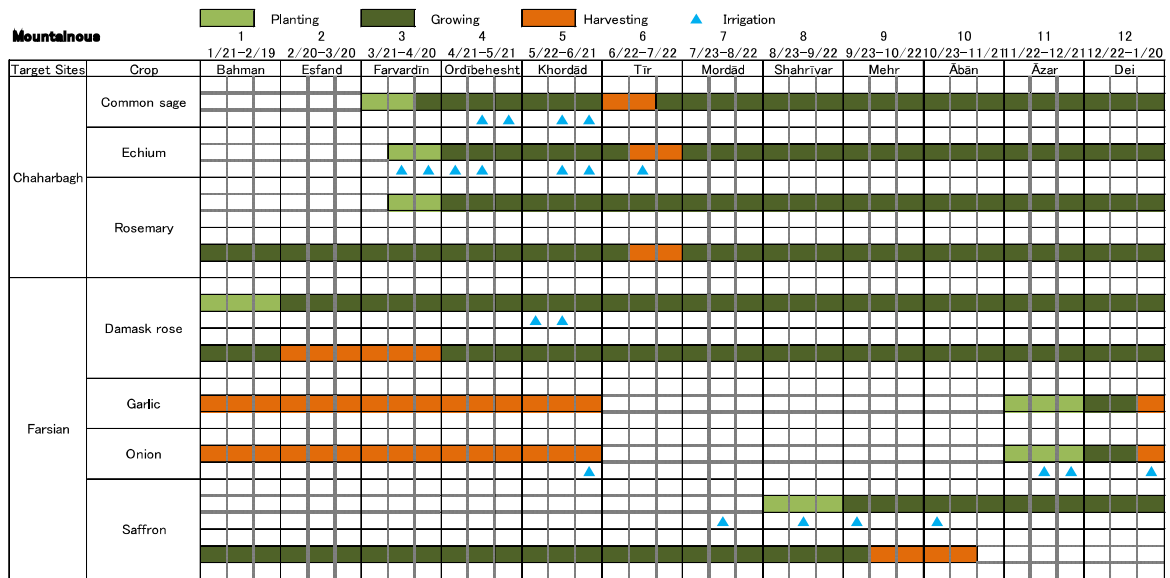 Planting Growing Harvesting Irrigation
Mountainous 1 2 3 4 5 6 7 8 9 10 11 12
1/21-2/19 2/20-3/20 3/21-4/20 4/21-5/21 5/22-6/21 6/22-7/22 7/23-8/22 8/23-9/22 9/23-10/22 10/23-11/21 11/22-12/21 12/22-1/20
Target Sites Crop Bahman Esfand Farvardīn Ordībehesht Khordād Tīr Mordād Shahrīvar Mehr Ābān Āzar Dei
Common sage
Echium
Chaharbagh
Rosemary
Damask rose
Garlic
Farsian
Onion
Saffron